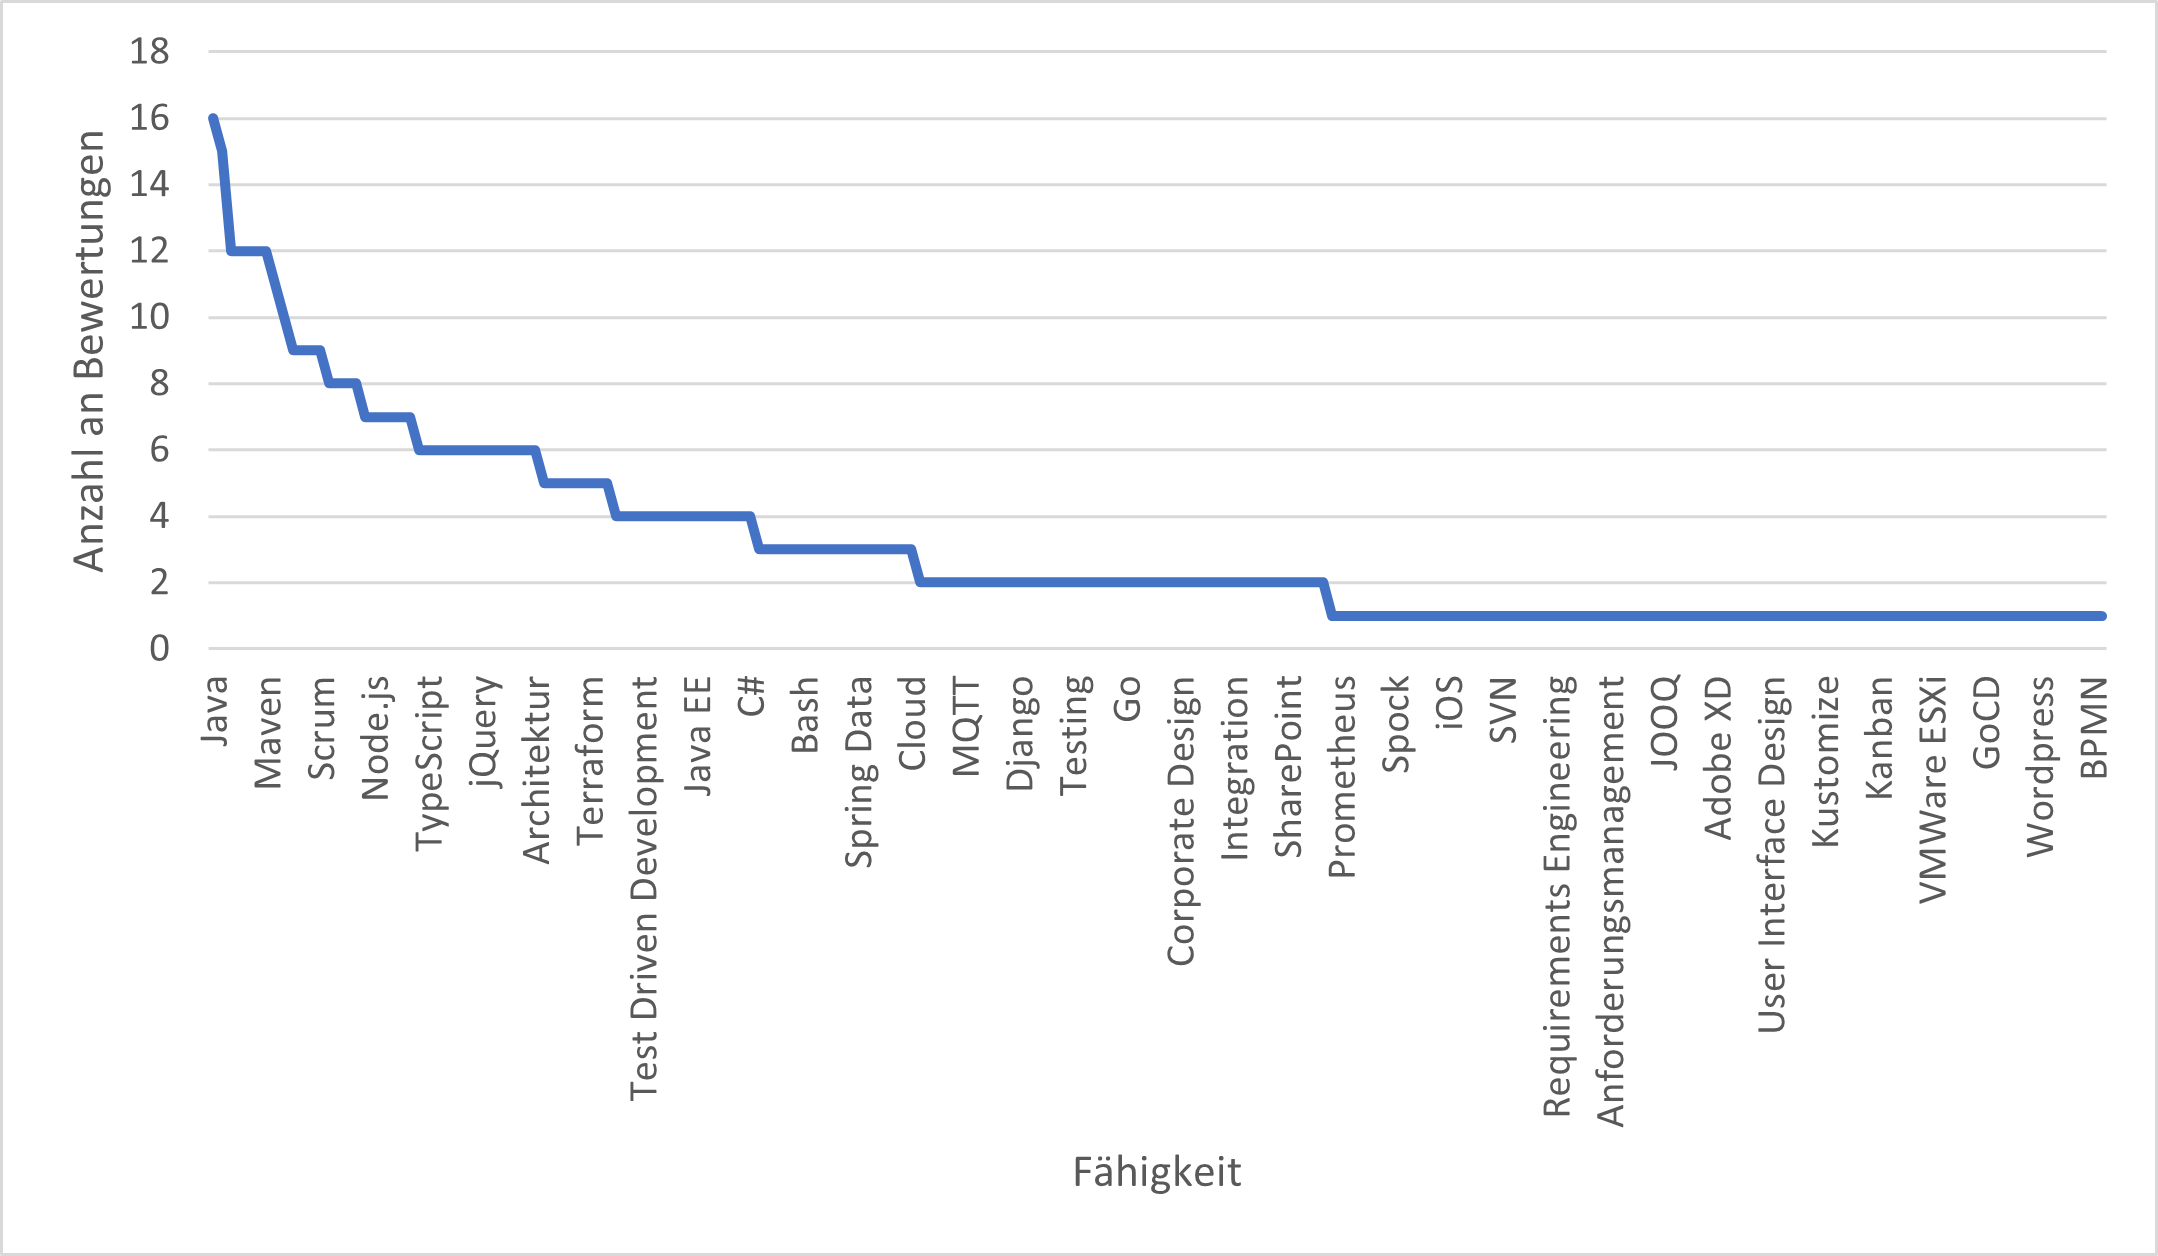 Anzahl an Bewertungen
18
16
14
12
10
8
6
4
2
0
Java
Maven
Scrum
Node.js
TypeScript
jQuery
Architektur
Terraform
Test Driven Development
Java EE
C#
Bash
Spring Data
Cloud
MQTT
Django
Testing
Go
Corporate Design
Integration
SharePoint
Prometheus
Spock
iOS
SVN
Requirements Engineering
Anforderungsmanagement
JOOQ
Adobe XD
User Interface Design
Kustomize
Kanban
VMWare ESXi
GoCD
Wordpress
BPMN
Fähigkeit